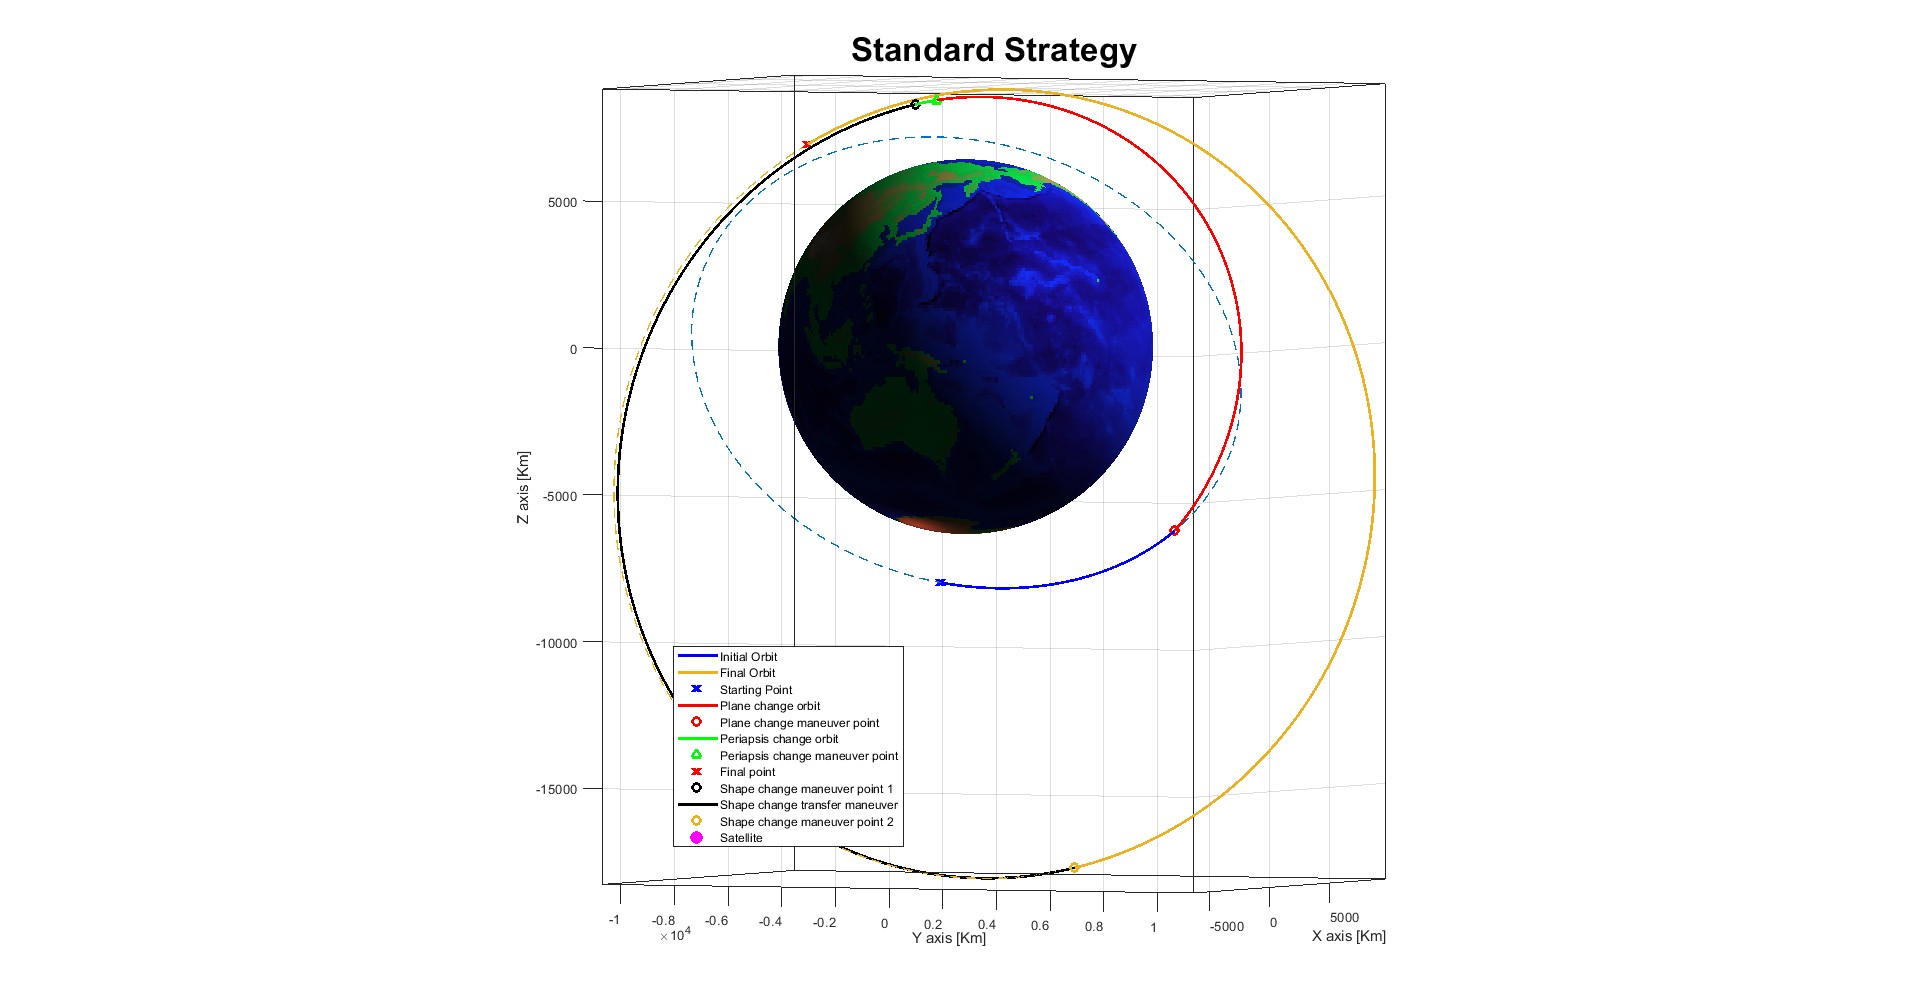 Standard Strategy
5000
0
-5000
-10000
-15000
Z axis [Km]
Initial Orbit
Final Orbit
Starting Point
Plane change orbit
Plane change maneuver point
Periapsis change orbit
Periapsis change maneuver point
Final point
Shape change maneuver point 1
Shape change transfer maneuver
Shape change maneuver point 2
Satellite
-1 -0.8 -0.6 -0.4 -0.2 0 0.2 0.4 0.6 0.8 1
×10⁴
Y axis [Km]
-5000 0 5000
X axis [Km]